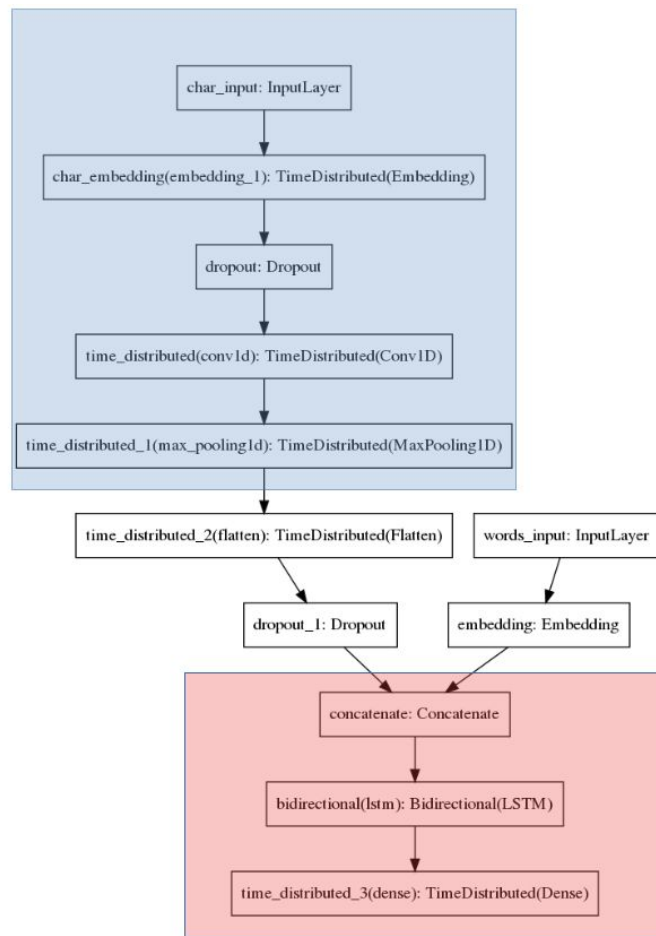 char_input: InputLayer
char_embedding(embedding_1): TimeDistributed(Embedding)
dropout: Dropout
time_distributed(conv1d): TimeDistributed(Conv1D)
time_distributed_1(max_pooling1d): TimeDistributed(MaxPooling1D)
time_distributed_2(flatten): TimeDistributed(Flatten)
words_input: InputLayer
dropout_1: Dropout
embedding: Embedding
concatenate: Concatenate
bidirectional(lstm): Bidirectional(LSTM)
time_distributed_3(dense): TimeDistributed(Dense)